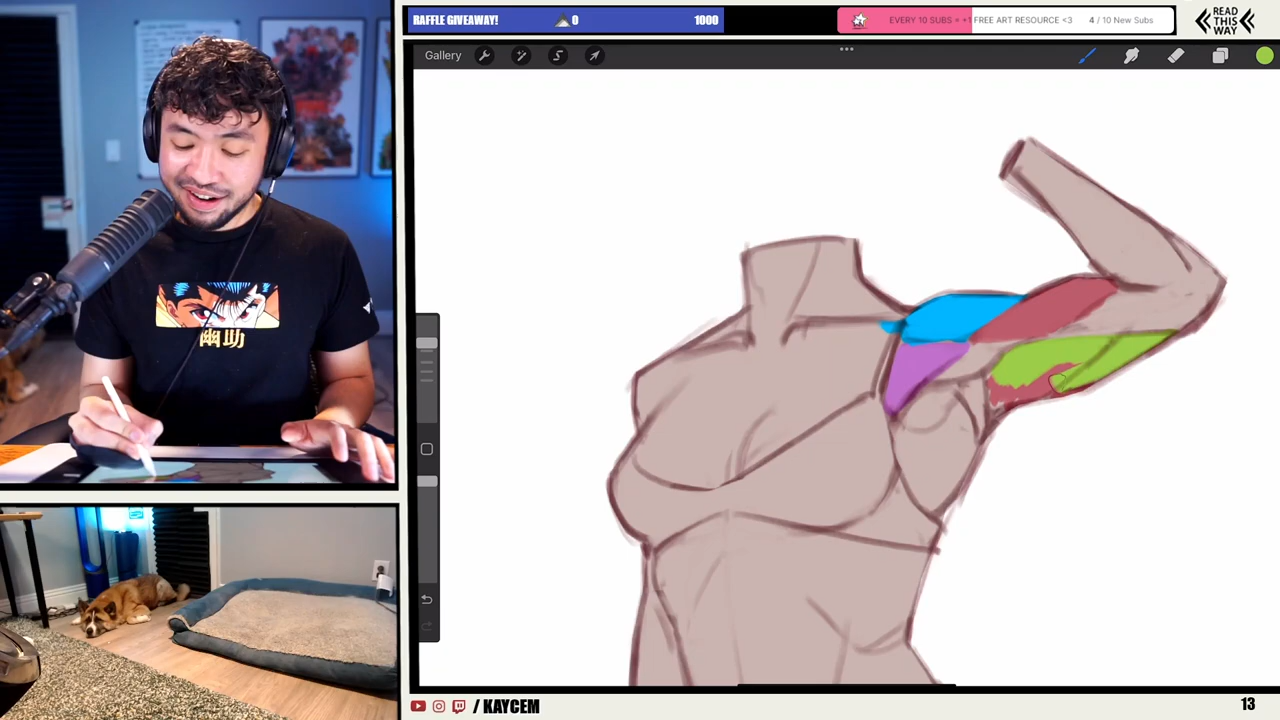 RAFFLE GIVEAWAY! 0 1000
EVERY 10 SUBS = +1 FREE ART RESOURCE <3 4 / 10 New Subs
READ
THIS
WAY
Gallery
幽助
/ KAYCEM
13